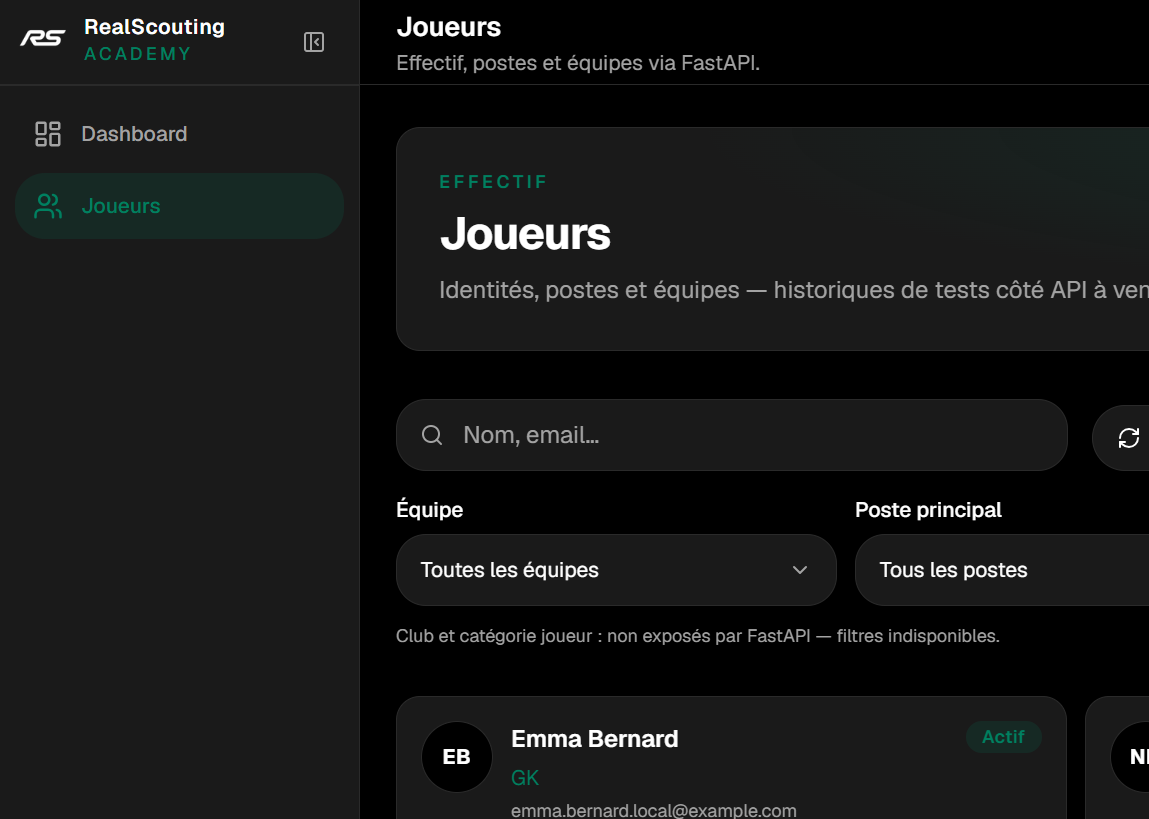 RS
RealScouting
ACADEMY
Dashboard
Joueurs
Joueurs
Effectif, postes et équipes via FastAPI.
EFFECTIF
Joueurs
Identités, postes et équipes — historiques de tests côté API à ven
Nom, email...
Équipe
Poste principal
Toutes les équipes
Tous les postes
Club et catégorie joueur : non exposés par FastAPI — filtres indisponibles.
EB
Emma Bernard
Actif
GK
emma.bernard.local@example.com